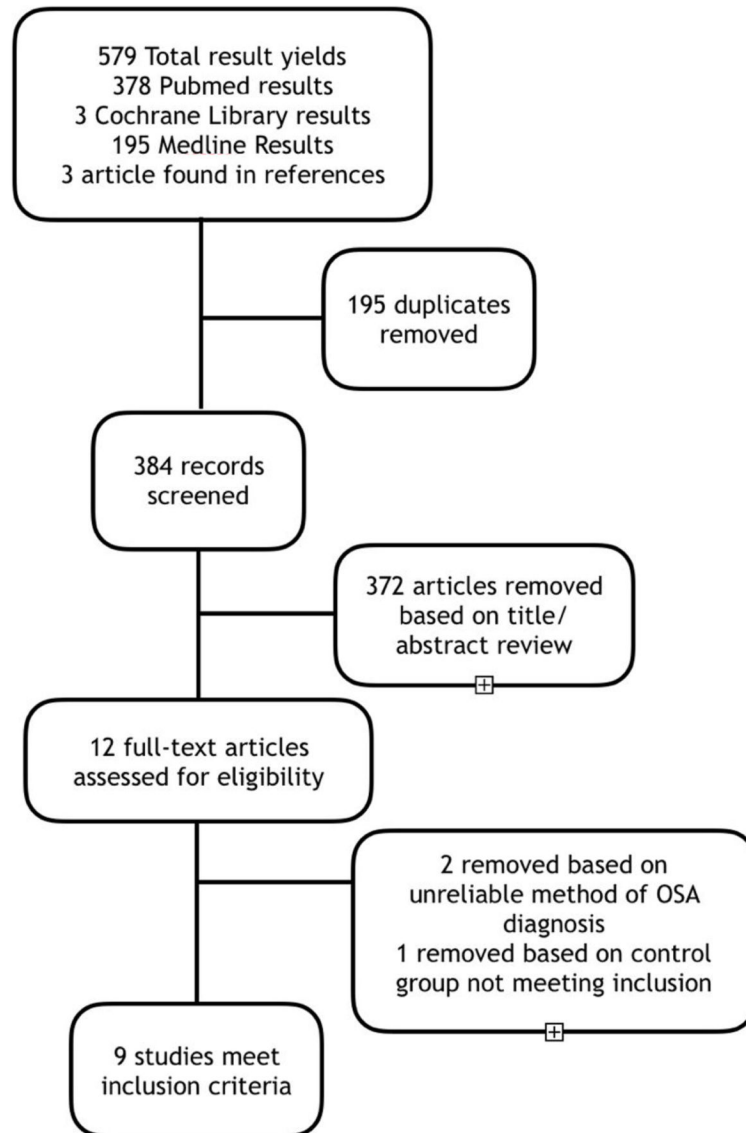 579 Total result yields
378 Pubmed results
3 Cochrane Library results
195 Medline Results
3 article found in references
195 duplicates
removed
384 records
screened
372 articles removed
based on title/
abstract review
12 full-text articles
assessed for eligibility
2 removed based on
unreliable method of OSA
diagnosis
1 removed based on control
group not meeting inclusion
9 studies meet
inclusion criteria